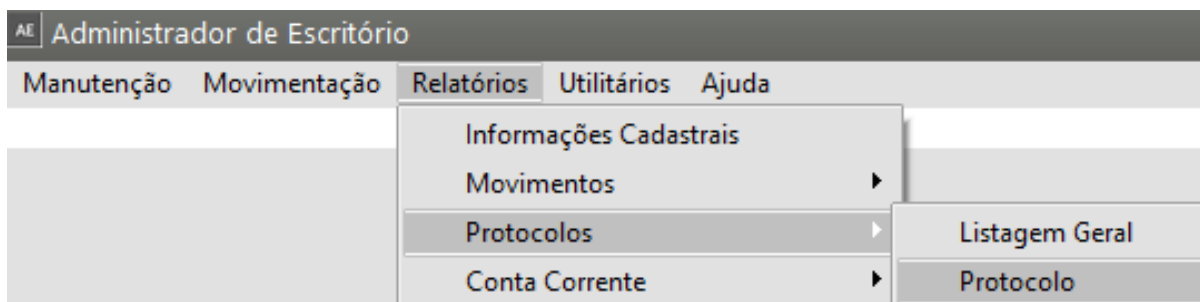 AE Administrador de Escritório
Manutenção Movimentação Relatórios Utilitários Ajuda
Informações Cadastrais
Movimentos
Protocolos Listagem Geral
Conta Corrente Protocolo